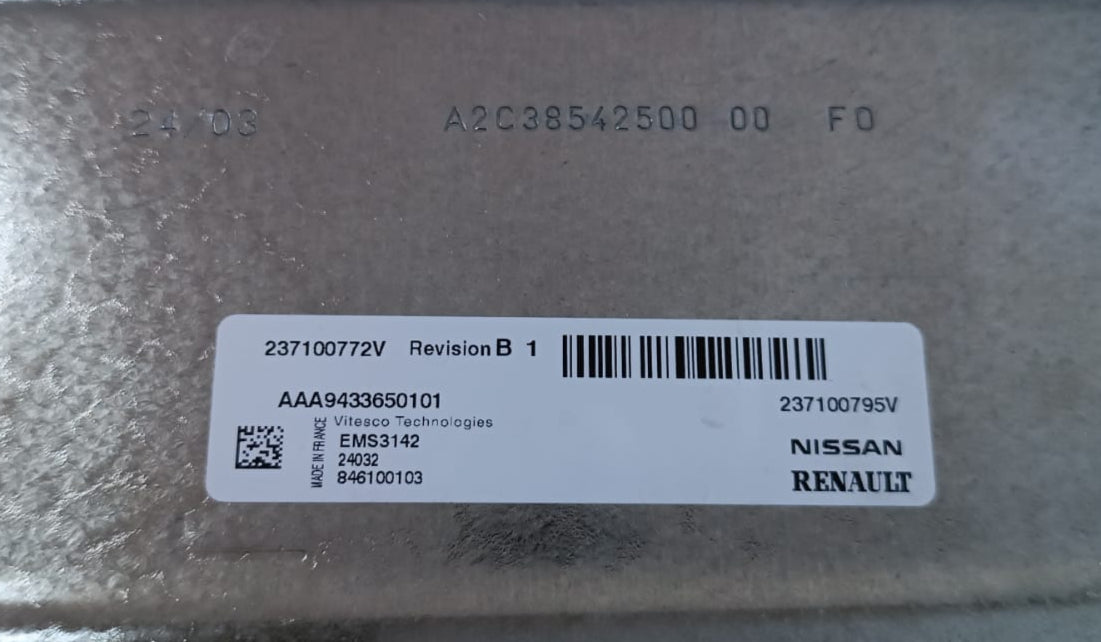 24/03 A2C38542500 00 F0
237100772V Revision B 1
AAA9433650101
237100795V
Vitesco Technologies
MADE IN FRANCE
EMS3142
24032
846100103
NISSAN
RENAULT